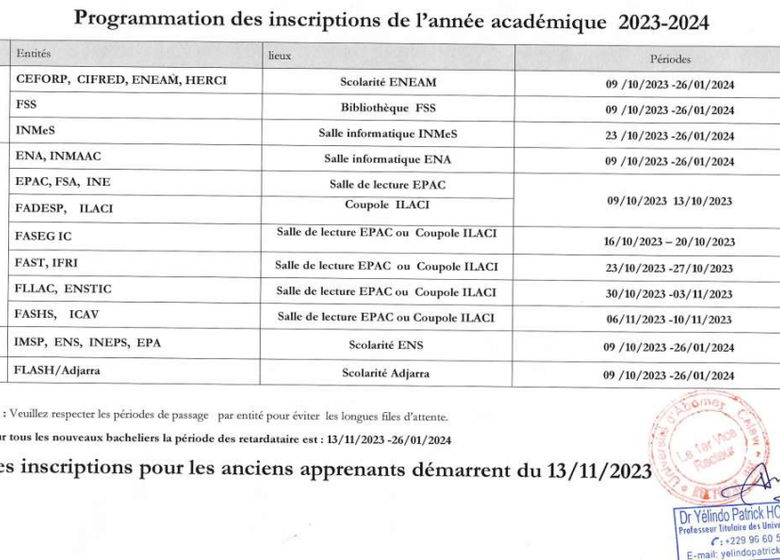 Programmation des inscriptions de l'année académique 2023-2024
Entités lieux Périodes
CEFORP, CIFRED, ENEAM, HERCI Scolarité ENEAM 09 /10/2023 -26/01/2024
FSS Bibliothèque FSS 09 /10/2023 -26/01/2024
INMeS Salle informatique INMeS 23 /10/2023 -26/01/2024
ENA, INMAAC Salle informatique ENA 09 /10/2023 -26/01/2024
EPAC, FSA, INE Salle de lecture EPAC
09/10/2023 13/10/2023
FADESP, ILACI Coupole ILACI
FASEG IC Salle de lecture EPAC ou Coupole ILACI 16/10/2023 – 20/10/2023
FAST, IFRI Salle de lecture EPAC ou Coupole ILACI 23/10/2023 -27/10/2023
FLLAC, ENSTIC Salle de lecture EPAC ou Coupole ILACI 30/10/2023 -03/11/2023
FASHS, ICAV Salle de lecture EPAC ou Coupole ILACI 06/11/2023 -10/11/2023
IMSP, ENS, INEPS, EPA Scolarité ENS 09 /10/2023 -26/01/2024
FLASH/Adjarra Scolarité Adjarra 09 /10/2023 -26/01/2024
: Veuillez respecter les périodes de passage par entité pour éviter les longues files d'attente.
ur tous les nouveaux bacheliers la période des retardataire est : 13/11/2023 -26/01/2024
es inscriptions pour les anciens apprenants démarrent du 13/11/2023
Université d'Abomey Calavi
Le 1er Vice
Recteur
Dr Yélindo Patrick HO
Professeur Titulaire des Univer
: +229 96 60 5
E-mail: yelindopatrick